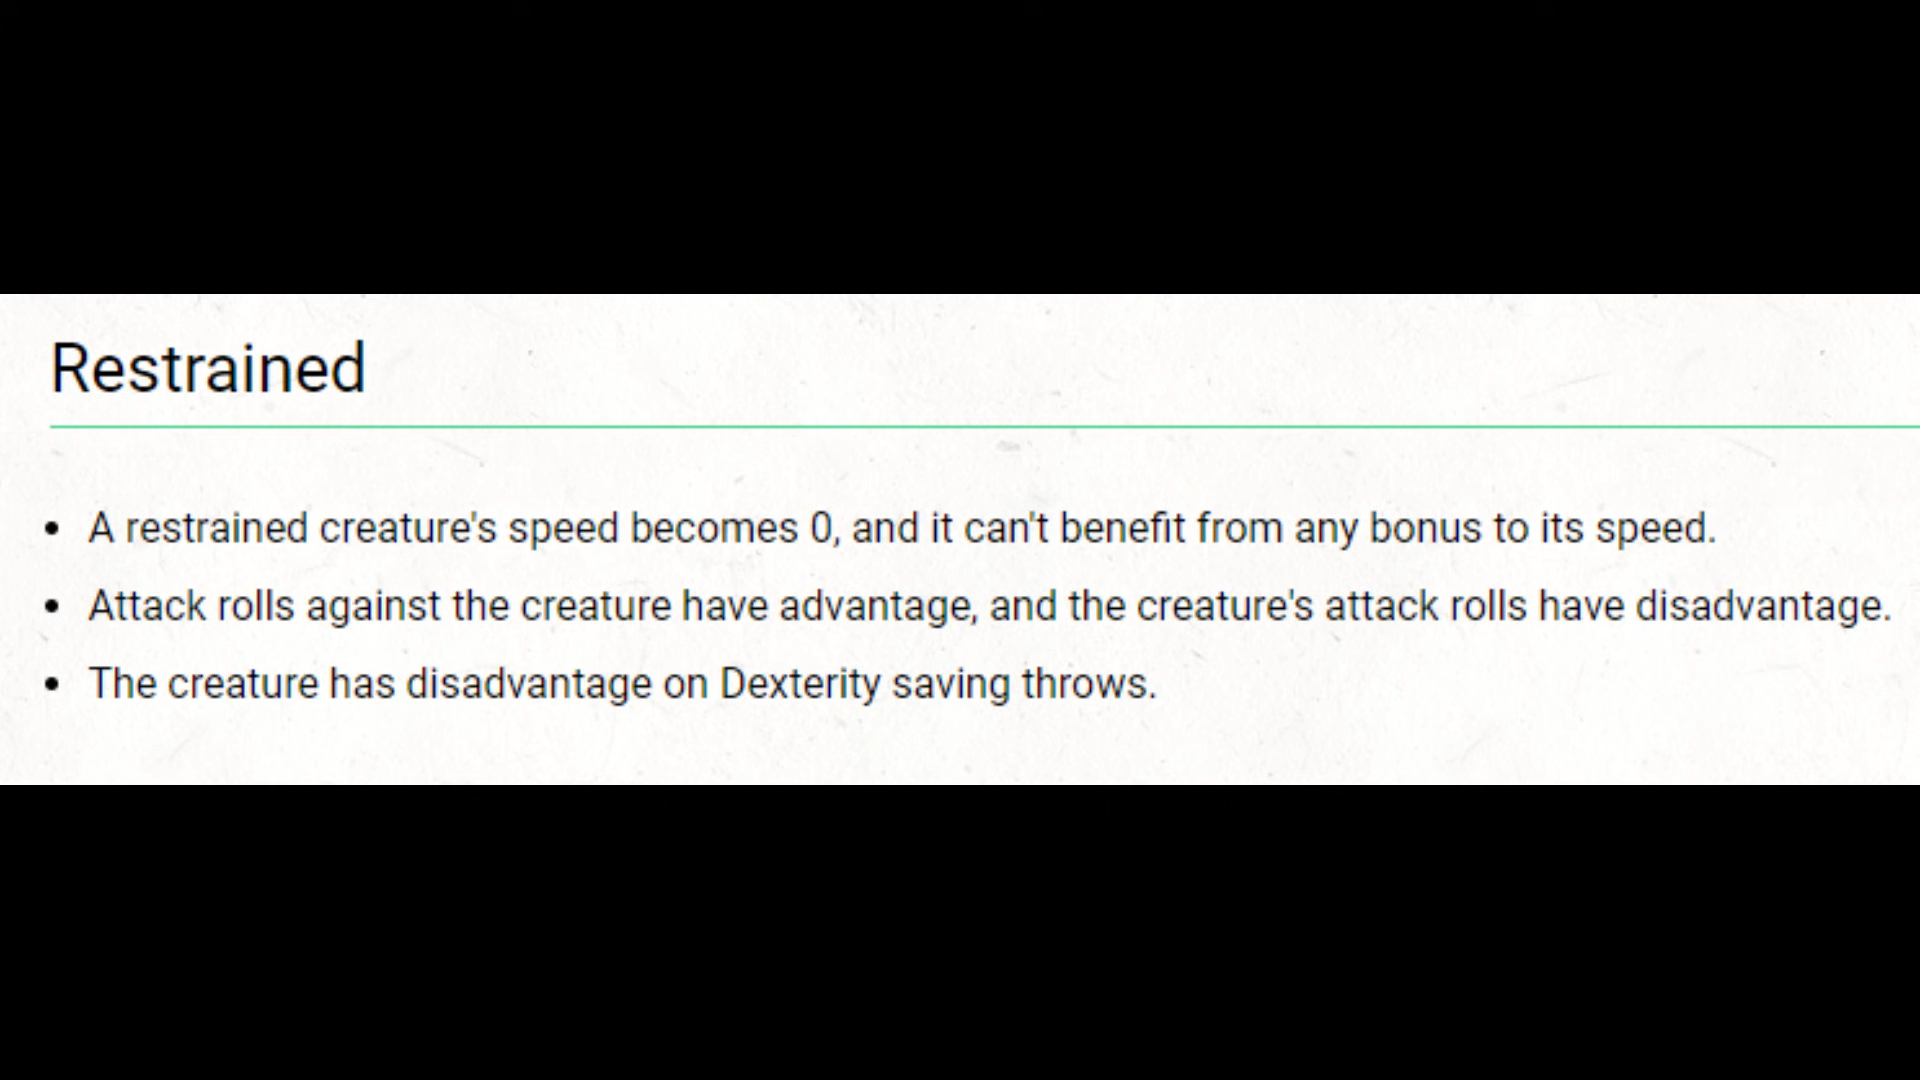 Restrained
• A restrained creature's speed becomes 0, and it can't benefit from any bonus to its speed.
• Attack rolls against the creature have advantage, and the creature's attack rolls have disadvantage.
• The creature has disadvantage on Dexterity saving throws.